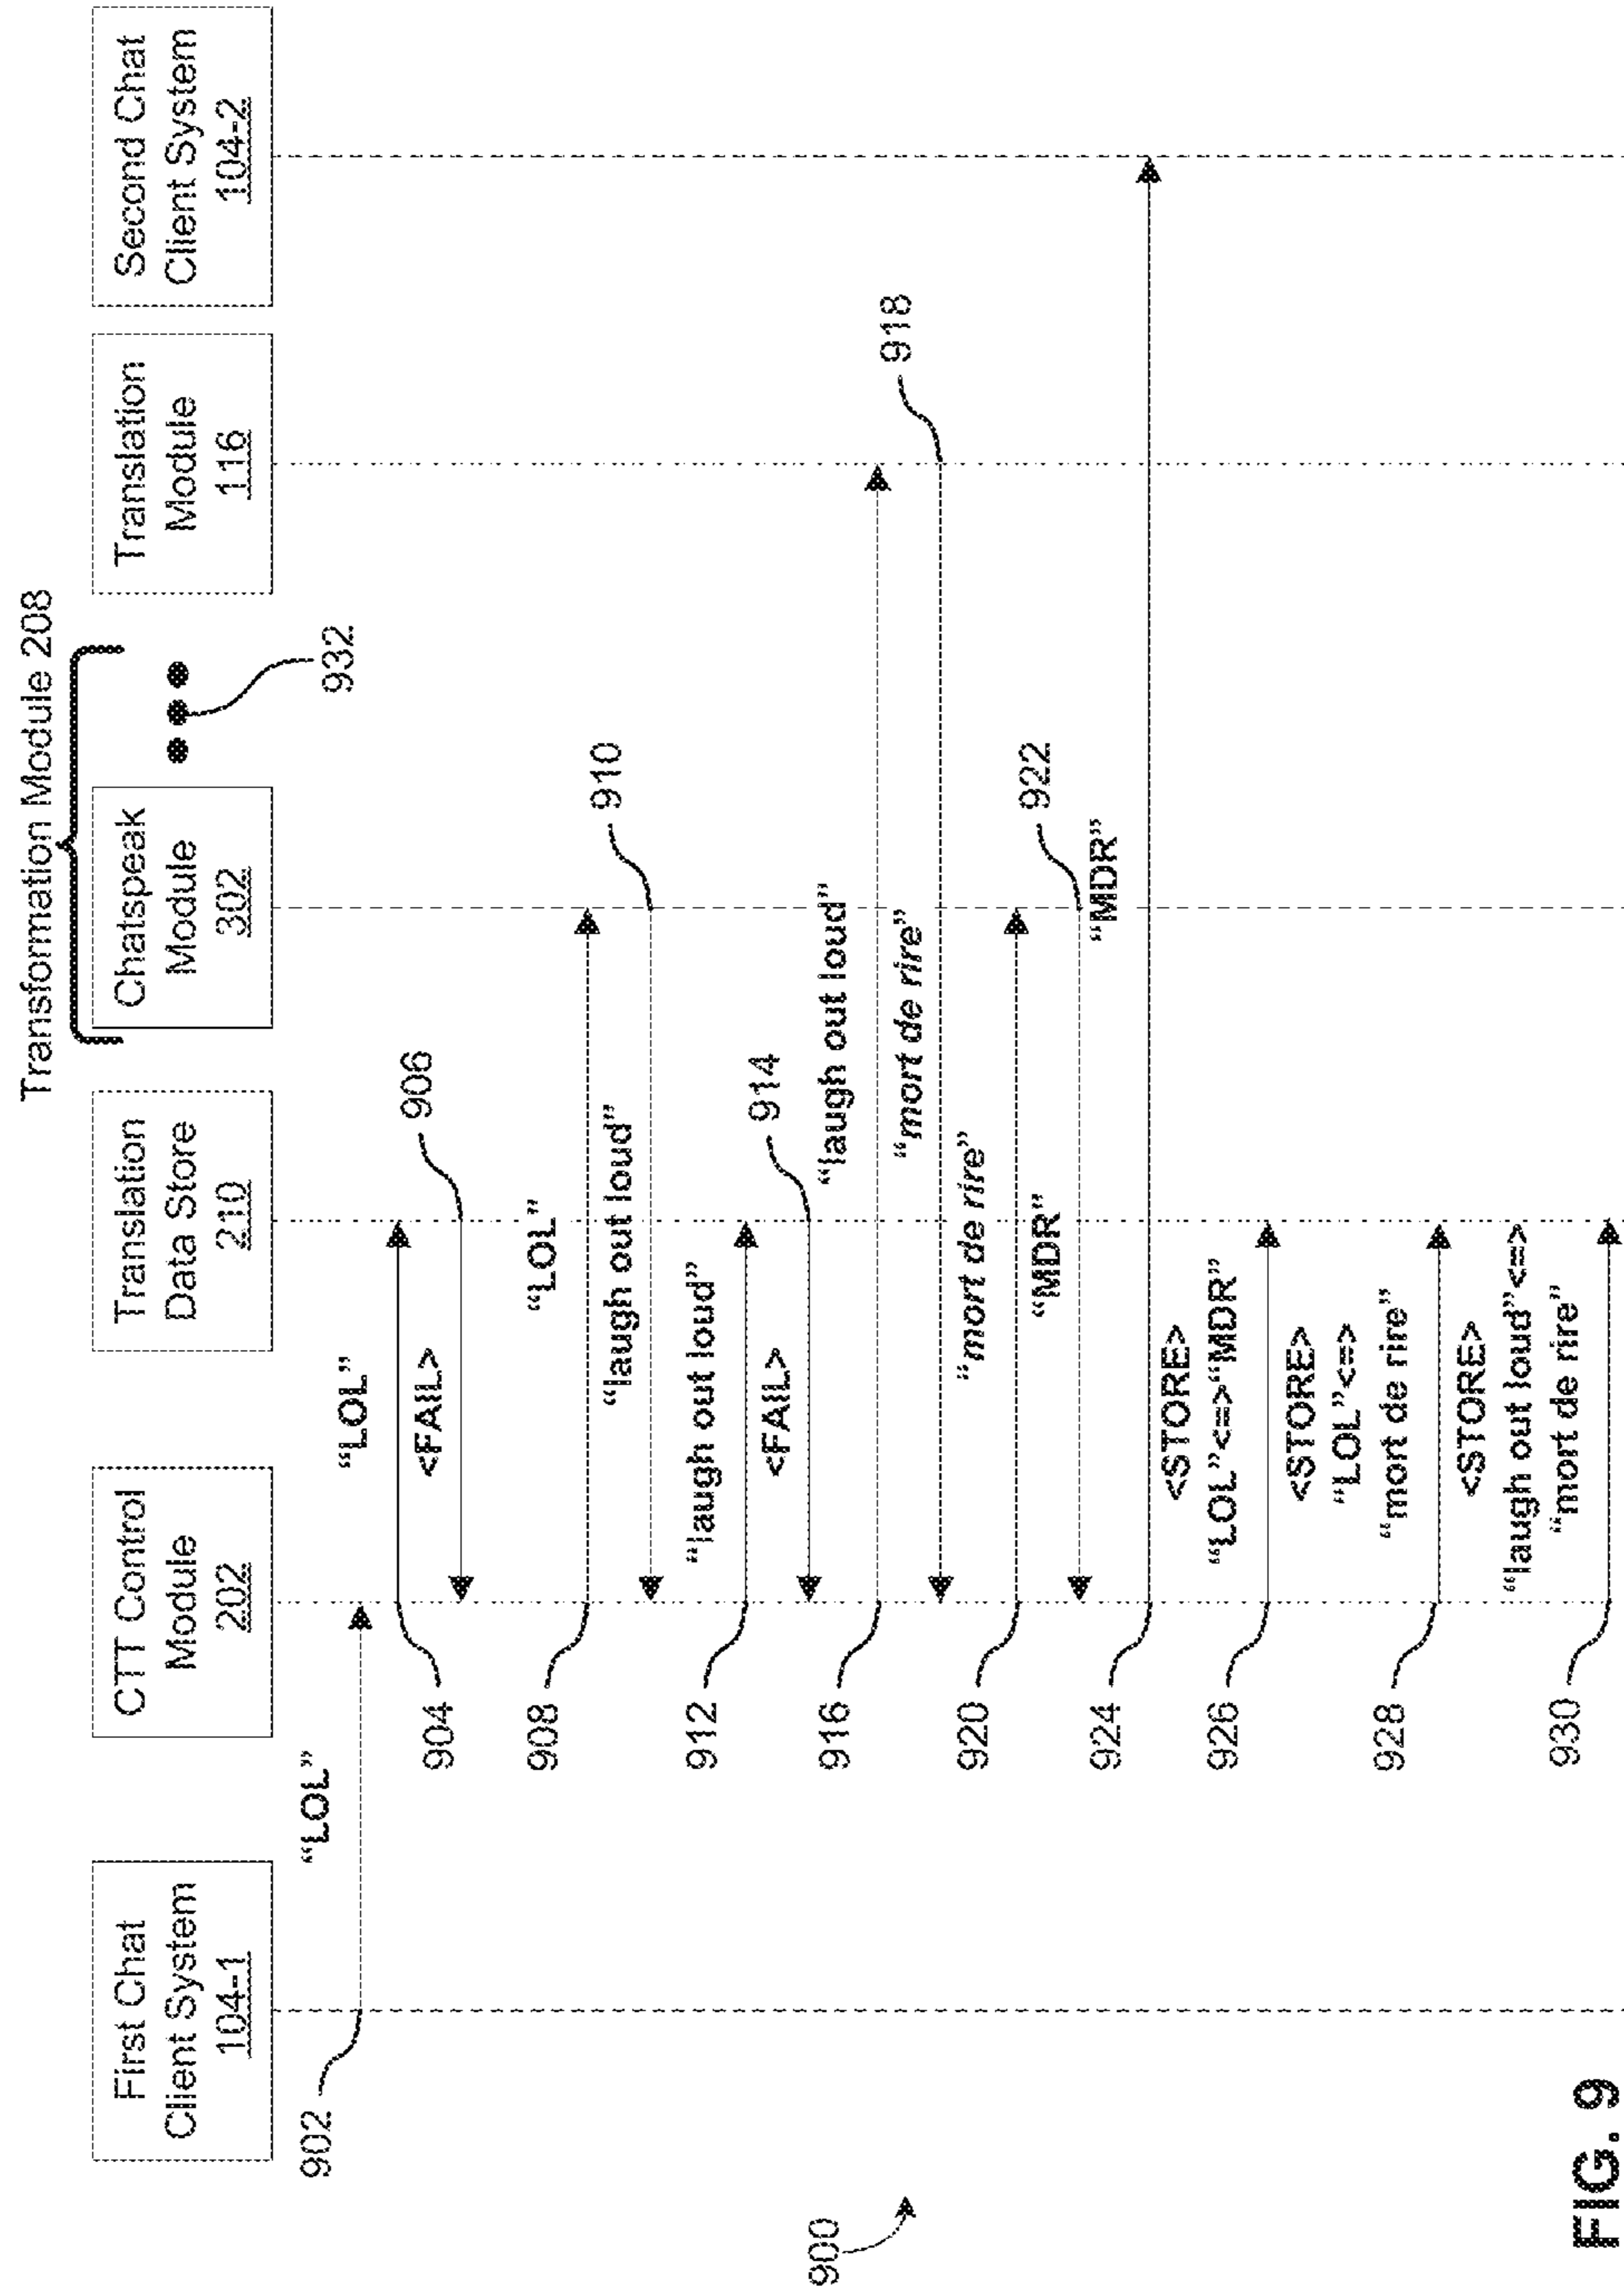 Transformation Module 208
First Chat
Client System
104-1
CTT Control
Module
202
Translation
Data Store
210
Chatspeak
Module
302
932
Translation
Module
116
Second Chat
Client System
104-2
902
“LOL”
“LOL”
904
<FAIL>
906
“LOL”
908
“laugh out loud”
910
“laugh out loud”
912
<FAIL>
914
“laugh out loud”
916
“mort de rire”
918
“mort de rire”
920
“MDR”
922
“MDR”
924
<STORE>
“LOL”<=>“MDR”
926
<STORE>
“LOL”<=>
“mort de rire”
928
<STORE>
“laugh out loud”<=>
“mort de rire”
930
900
FIG. 9